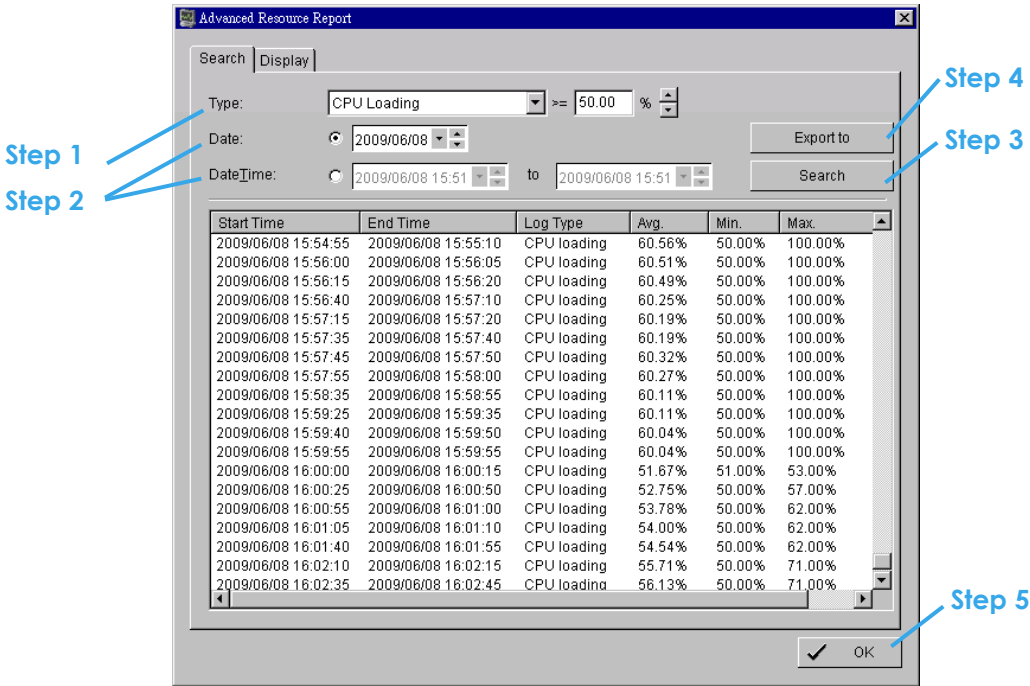 Advanced Resource Report
Search Display
Type: CPU Loading >= 50.00 %
Step 4
Date: 2009/06/08 Export to
Step 3
Step 1
DateTime: 2009/06/08 15:51 to 2009/06/08 15:51 Search
Step 2
Start Time End Time Log Type Avg. Min. Max.
2009/06/08 15:54:55 2009/06/08 15:55:10 CPU loading 60.56% 50.00% 100.00%
2009/06/08 15:56:00 2009/06/08 15:56:05 CPU loading 60.51% 50.00% 100.00%
2009/06/08 15:56:15 2009/06/08 15:56:20 CPU loading 60.49% 50.00% 100.00%
2009/06/08 15:56:40 2009/06/08 15:57:10 CPU loading 60.25% 50.00% 100.00%
2009/06/08 15:57:15 2009/06/08 15:57:20 CPU loading 60.19% 50.00% 100.00%
2009/06/08 15:57:35 2009/06/08 15:57:40 CPU loading 60.19% 50.00% 100.00%
2009/06/08 15:57:45 2009/06/08 15:57:50 CPU loading 60.32% 50.00% 100.00%
2009/06/08 15:57:55 2009/06/08 15:58:00 CPU loading 60.27% 50.00% 100.00%
2009/06/08 15:58:35 2009/06/08 15:58:55 CPU loading 60.11% 50.00% 100.00%
2009/06/08 15:59:25 2009/06/08 15:59:35 CPU loading 60.11% 50.00% 100.00%
2009/06/08 15:59:40 2009/06/08 15:59:50 CPU loading 60.04% 50.00% 100.00%
2009/06/08 15:59:55 2009/06/08 15:59:55 CPU loading 60.04% 50.00% 100.00%
2009/06/08 16:00:00 2009/06/08 16:00:15 CPU loading 51.67% 51.00% 53.00%
2009/06/08 16:00:25 2009/06/08 16:00:50 CPU loading 52.75% 50.00% 57.00%
2009/06/08 16:00:55 2009/06/08 16:01:00 CPU loading 53.78% 50.00% 62.00%
2009/06/08 16:01:05 2009/06/08 16:01:10 CPU loading 54.00% 50.00% 62.00%
2009/06/08 16:01:40 2009/06/08 16:01:55 CPU loading 54.54% 50.00% 62.00%
2009/06/08 16:02:10 2009/06/08 16:02:15 CPU loading 55.71% 50.00% 71.00%
2009/06/08 16:02:35 2009/06/08 16:02:45 CPU loading 56.13% 50.00% 71.00%
Step 5
OK